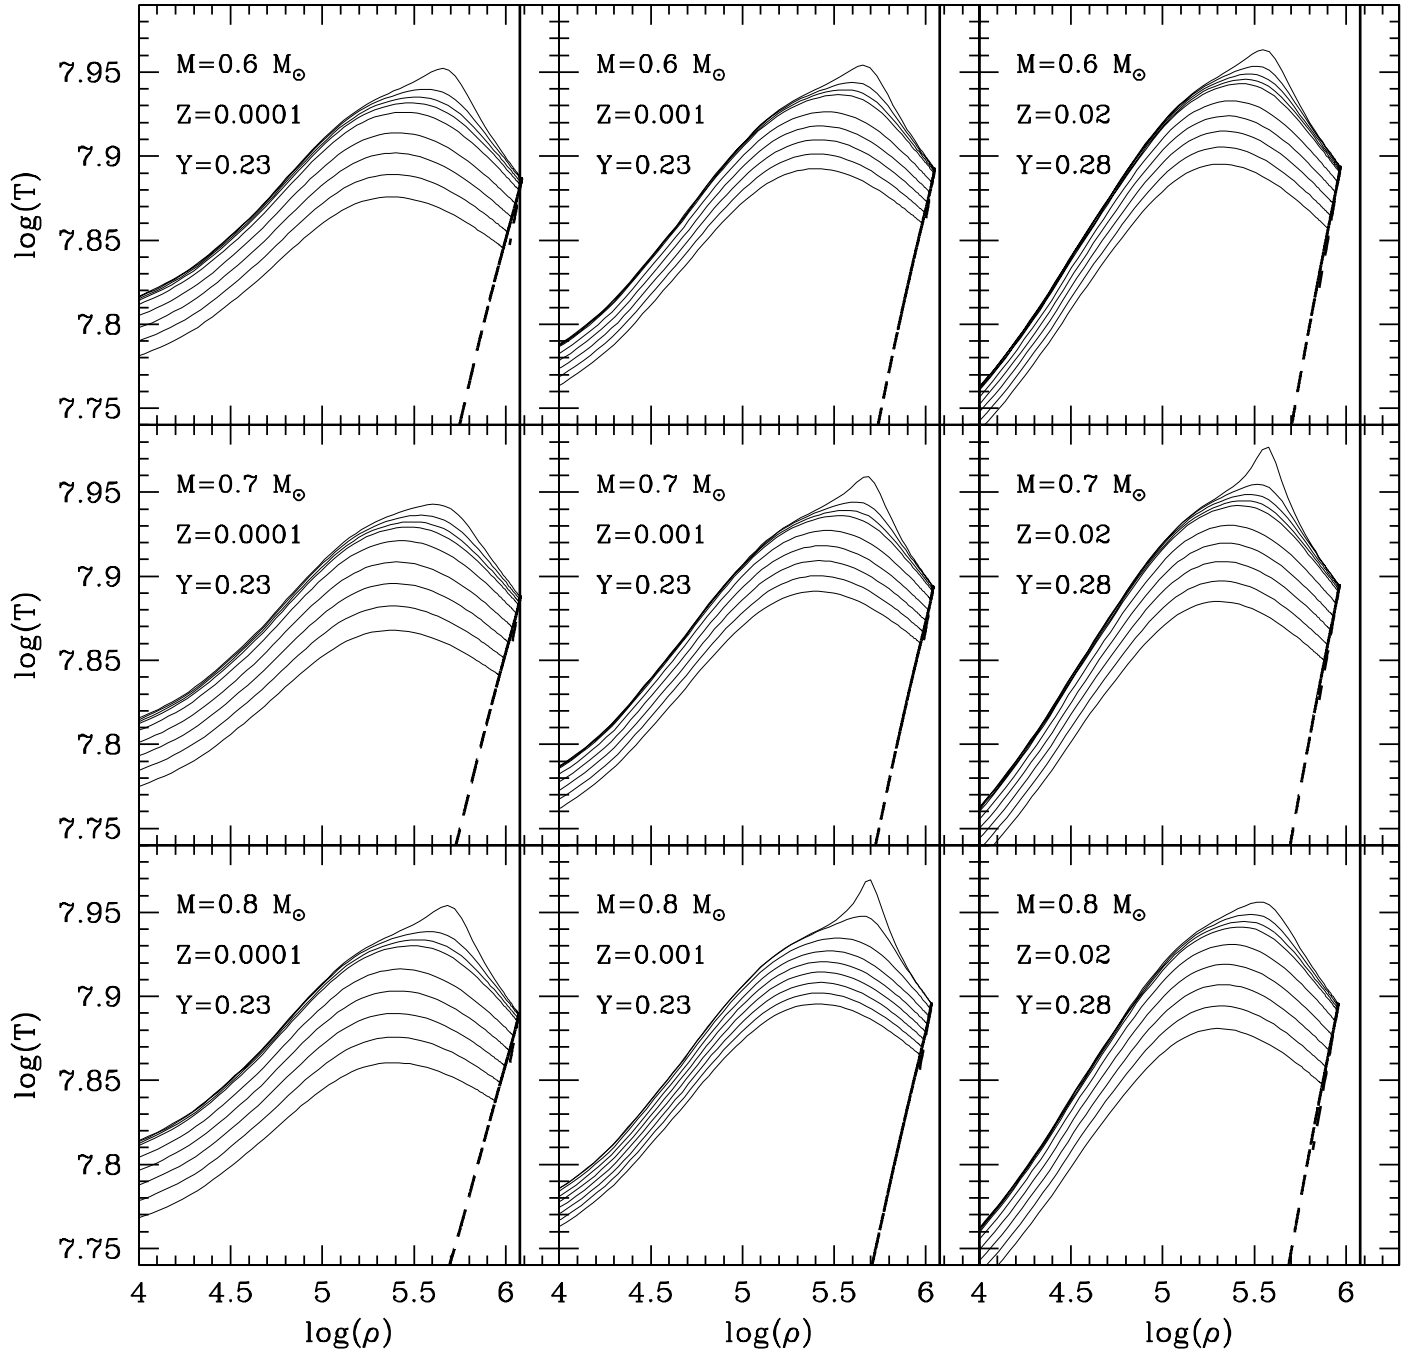 M=0.6 M⊙
Z=0.0001
Y=0.23
M=0.6 M⊙
Z=0.001
Y=0.23
M=0.6 M⊙
Z=0.02
Y=0.28
log(T)
7.95
7.9
7.85
7.8
7.75
M=0.7 M⊙
Z=0.0001
Y=0.23
M=0.7 M⊙
Z=0.001
Y=0.23
M=0.7 M⊙
Z=0.02
Y=0.28
log(T)
7.95
7.9
7.85
7.8
7.75
M=0.8 M⊙
Z=0.0001
Y=0.23
M=0.8 M⊙
Z=0.001
Y=0.23
M=0.8 M⊙
Z=0.02
Y=0.28
log(T)
7.95
7.9
7.85
7.8
7.75
4 4.5 5 5.5 6 4 4.5 5 5.5 6 4 4.5 5 5.5 6
log(ρ) log(ρ) log(ρ)